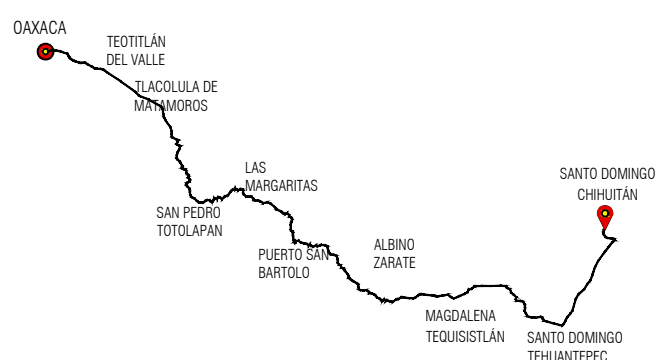 OAXACA
TEOTITLÁN
DEL VALLE
TLACOLULA DE
MATAMOROS
LAS
MARGARITAS
SAN PEDRO
TOTOLAPAN
PUERTO SAN
BARTOLO
ALBINO
ZARATE
MAGDALENA
TEQUISISTLÁN
SANTO DOMINGO
TEHUANTEPEC
SANTO DOMINGO
CHIHUITÁN